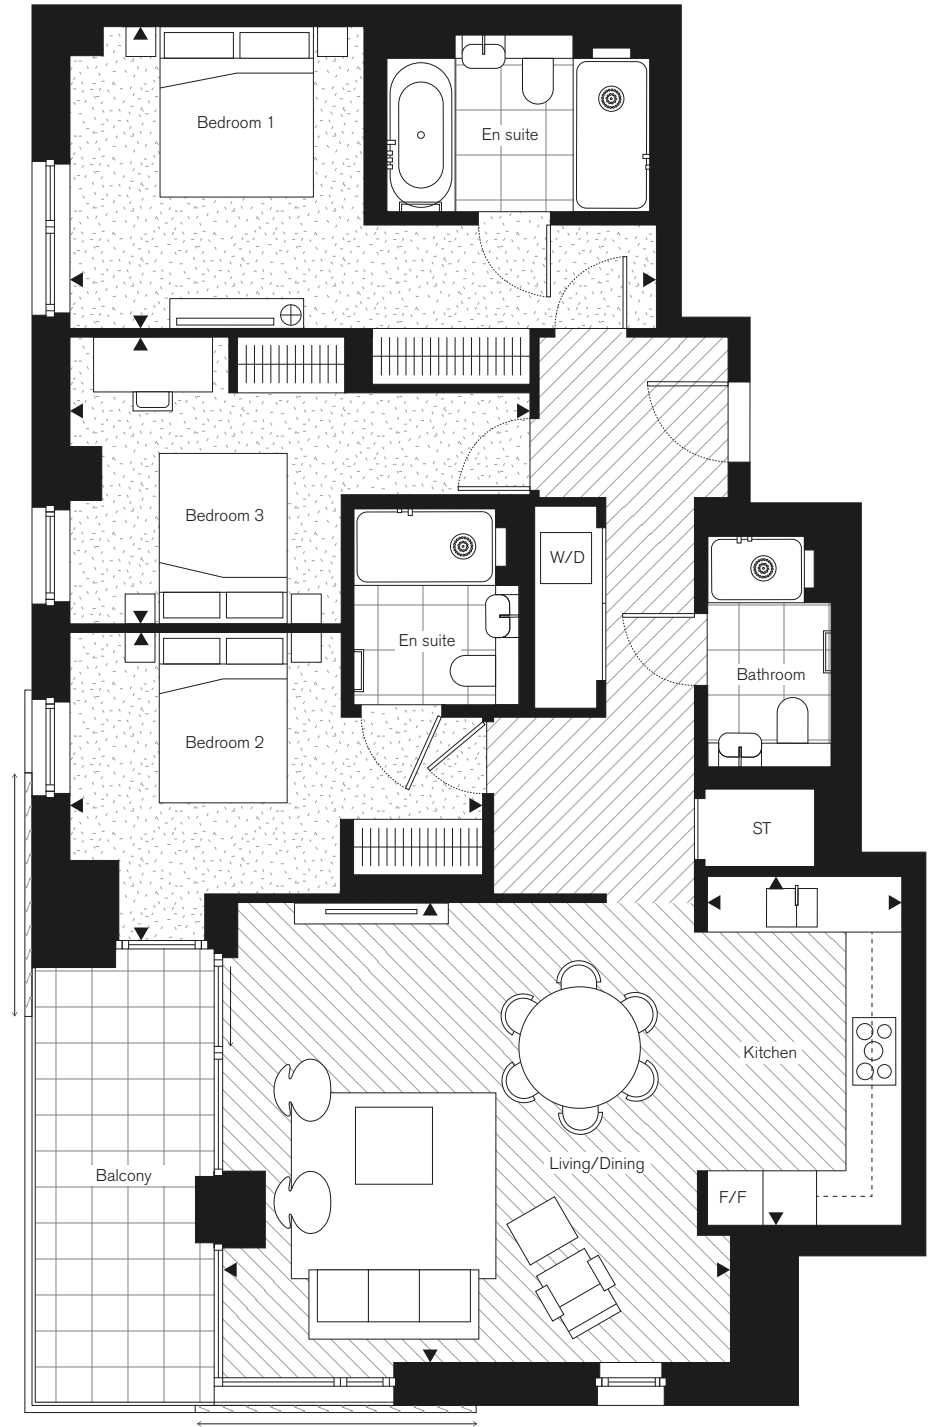 Bedroom 1
En suite
Bedroom 3
W/D
En suite
Bathroom
Bedroom 2
ST
Kitchen
Living/Dining
Balcony
F/F